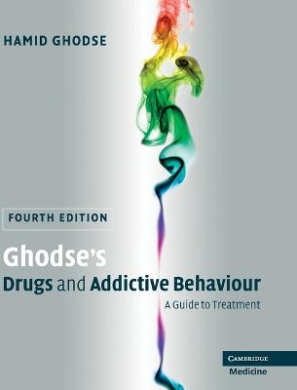 HAMID GHODSE
FOURTH EDITION
Ghodse's
Drugs and Addictive Behaviour
A Guide to Treatment
CAMBRIDGE
Medicine